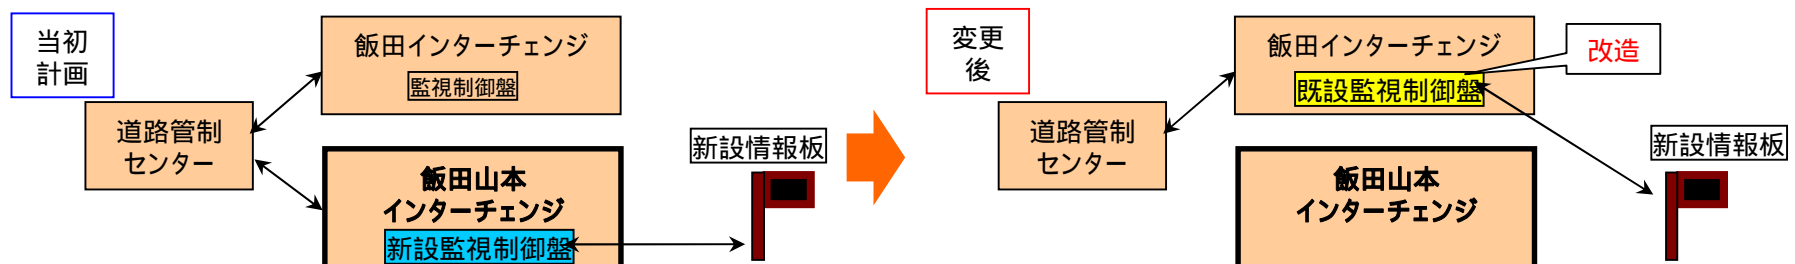 当初
計画
飯田インターチェンジ
監視制御盤
道路管制
センター
飯田山本
インターチェンジ
新設監視制御盤
新設情報板
変更
後
飯田インターチェンジ
既設監視制御盤
改造
道路管制
センター
飯田山本
インターチェンジ
新設情報板